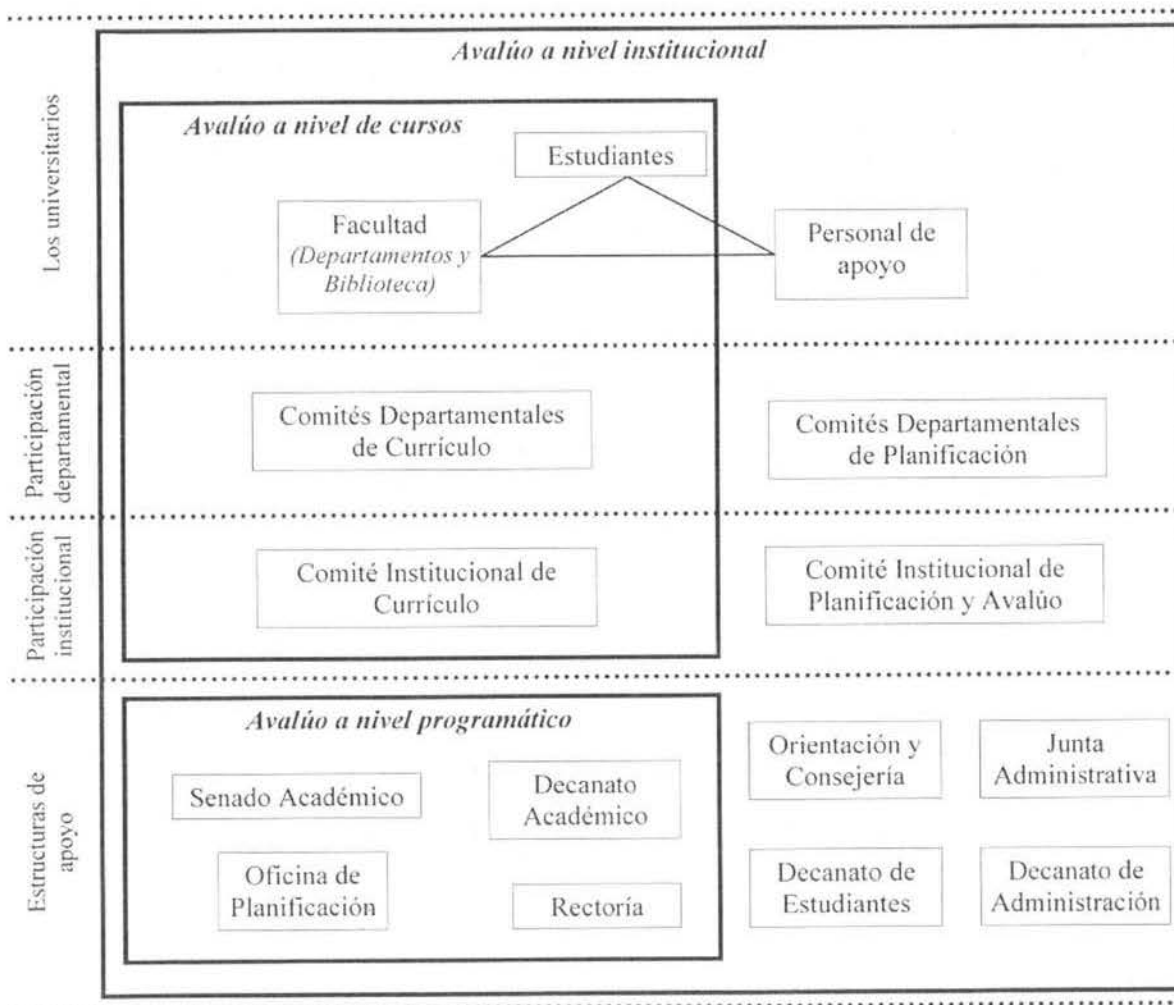 Avalúo a nivel institucional
Los universitarios
Avalúo a nivel de cursos
Estudiantes
Facultad
(Departamentos y
Biblioteca)
Personal de
apoyo
Participación
departamental
Comités Departamentales
de Currículo
Comités Departamentales
de Planificación
Participación
institucional
Comité Institucional de
Currículo
Comité Institucional de
Planificación y Avalúo
Estructuras de
apoyo
Avalúo a nivel programático
Senado Académico
Decanato
Académico
Oficina de
Planificación
Rectoría
Orientación y
Consejería
Junta
Administrativa
Decanato de
Estudiantes
Decanato de
Administración